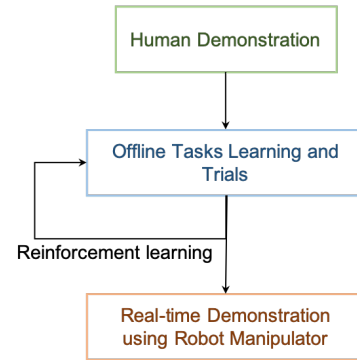 Human Demonstration
Offline Tasks Learning and
Trials
Reinforcement learning
Real-time Demonstration
using Robot Manipulator